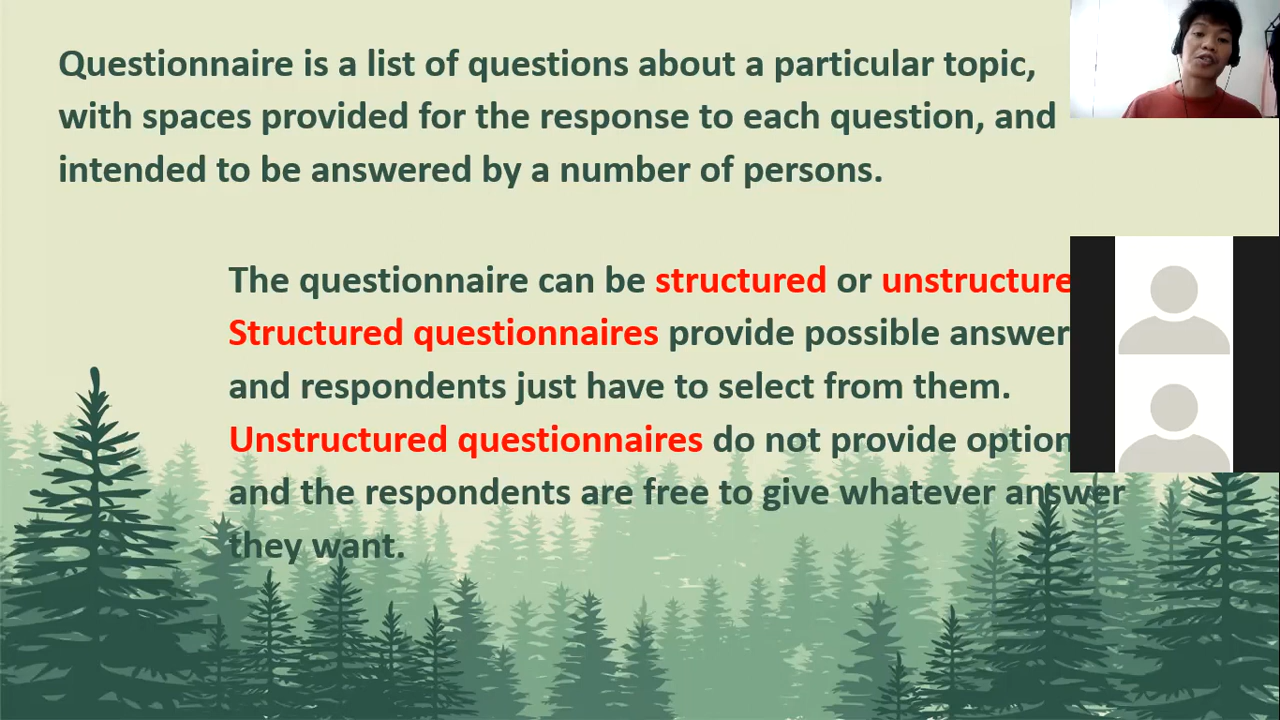 Questionnaire is a list of questions about a particular topic,
with spaces provided for the response to each question, and
intended to be answered by a number of persons.
The questionnaire can be structured or unstructure
Structured questionnaires provide possible answer
and respondents just have to select from them.
Unstructured questionnaires do not provide option
and the respondents are free to give whatever answer
they want.